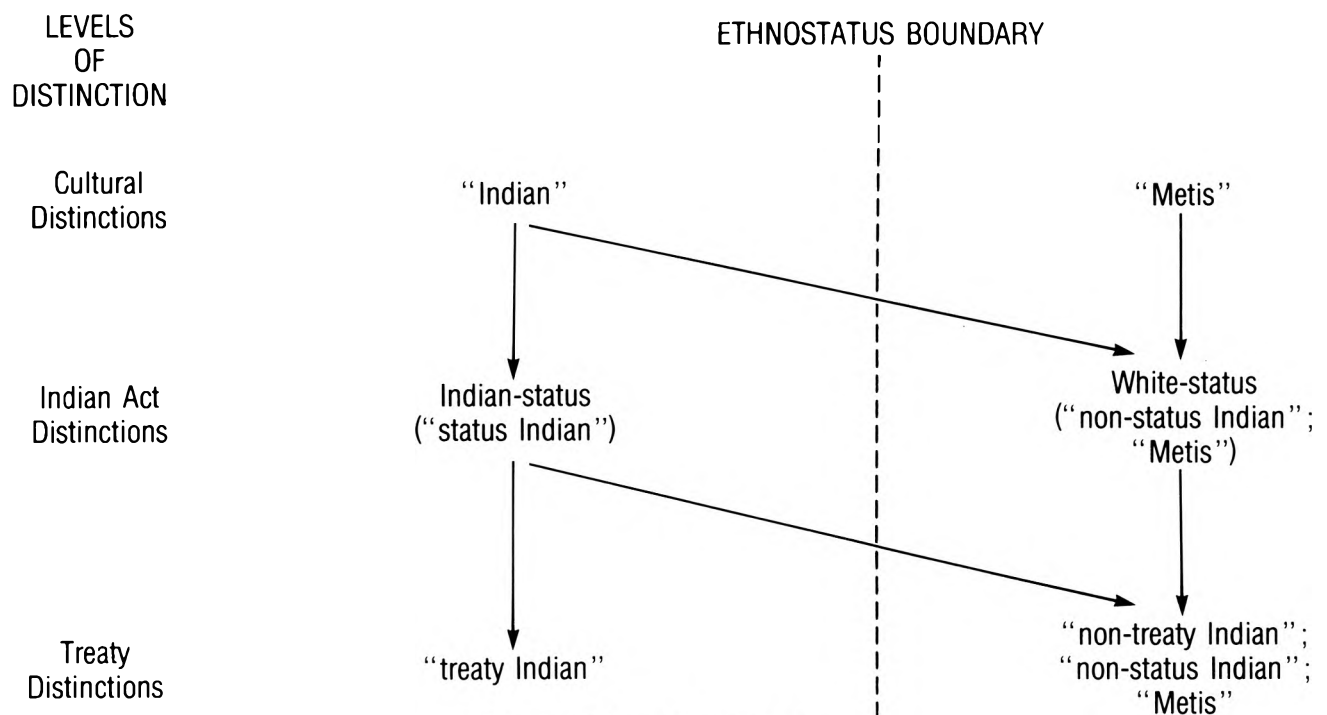 LEVELS
OF
DISTINCTION
ETHNOSTATUS BOUNDARY
Cultural
Distinctions
“Indian”
“Metis”
Indian Act
Distinctions
Indian-status
(“status Indian”)
White-status
(“non-status Indian”;
“Metis”)
Treaty
Distinctions
“treaty Indian”
“non-treaty Indian”;
“non-status Indian”;
“Metis”